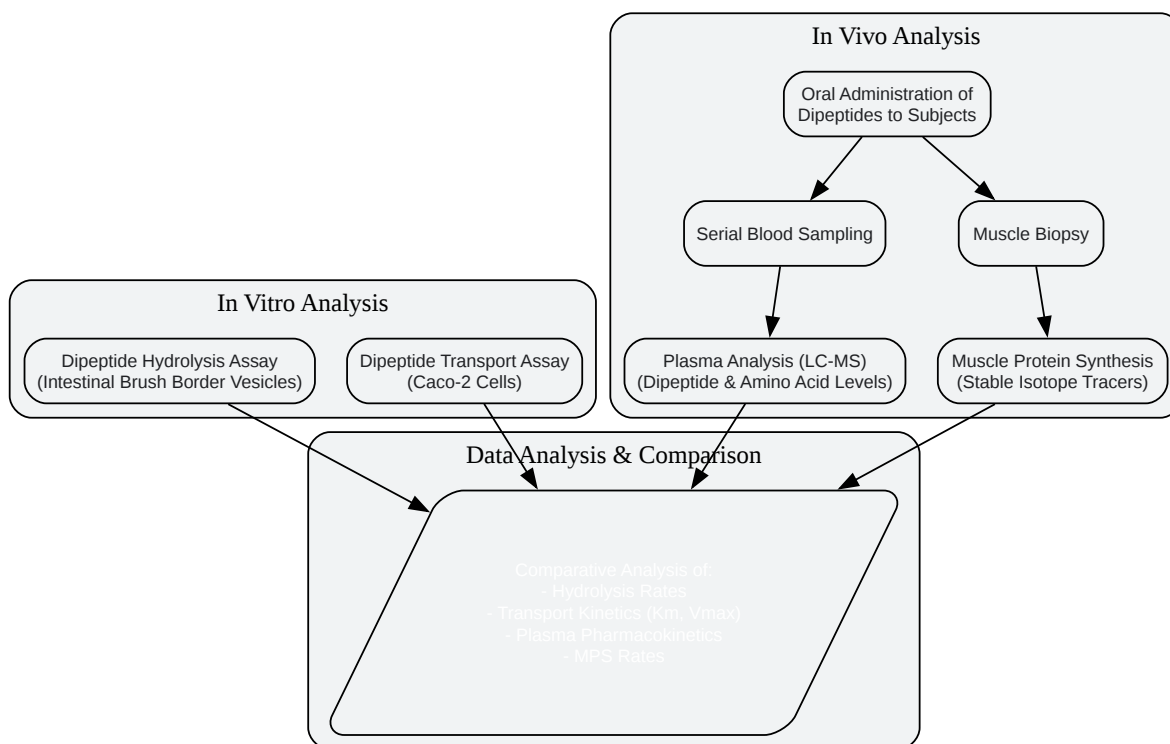 In Vivo Analysis
Oral Administration of
Dipeptides to Subjects
Serial Blood Sampling
Muscle Biopsy
In Vitro Analysis
Dipeptide Hydrolysis Assay
(Intestinal Brush Border Vesicles)
Dipeptide Transport Assay
(Caco-2 Cells)
Plasma Analysis (LC-MS)
(Dipeptide & Amino Acid Levels)
Muscle Protein Synthesis
(Stable Isotope Tracers)
Data Analysis & Comparison
Comparative Analysis of:
- Hydrolysis Rates
- Transport Kinetics (Km, Vmax)
- Plasma Pharmacokinetics
- MPS Rates